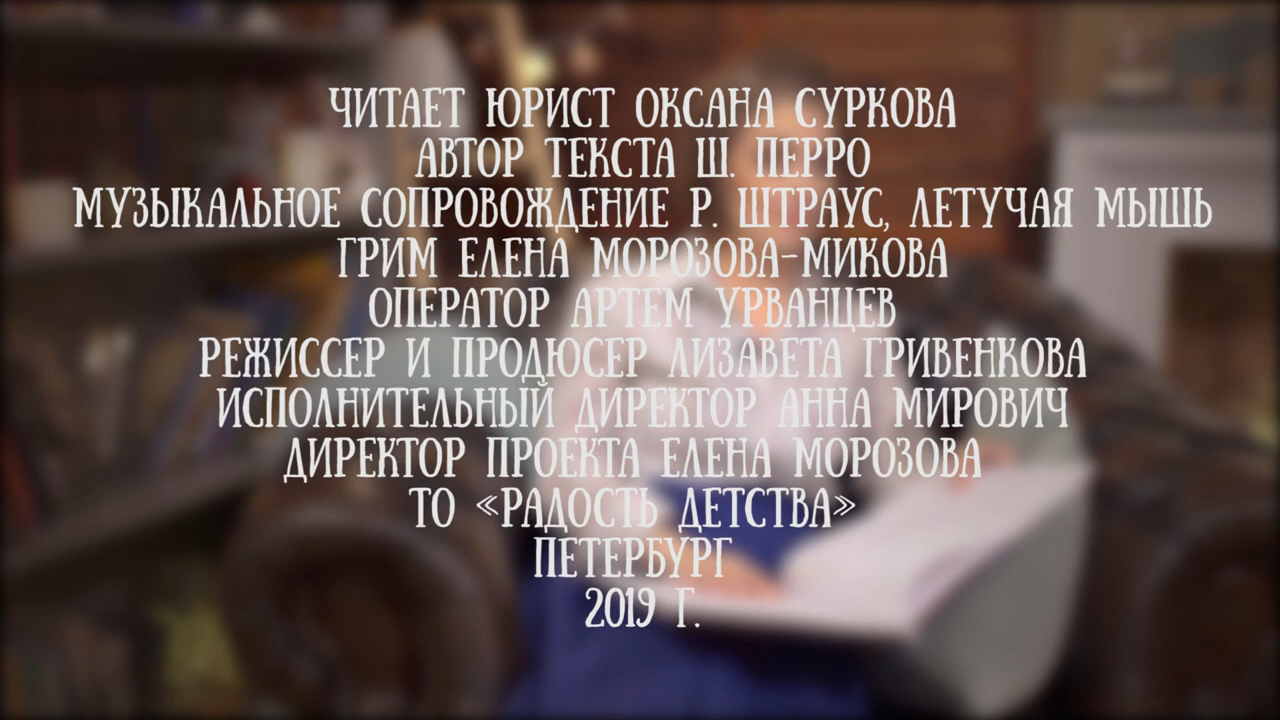 ЧИТАЕТ ЮРИСТ ОКСАНА СУРКОВА
АВТОР ТЕКСТА Ш. ПЕРРО
МУЗЫКАЛЬНОЕ СОПРОВОЖДЕНИЕ Р. ШТРАУС, ЛЕТУЧАЯ МЫШЬ
ГРИМ ЕЛЕНА МОРОЗОВА-МИКОВА
ОПЕРАТОР АРТЕМ УРВАНЦЕВ
РЕЖИССЕР И ПРОДЮСЕР ЛИЗАВЕТА ГРИВЕНКОВА
ИСПОЛНИТЕЛЬНЫЙ ДИРЕКТОР АННА МИРОВИЧ
ДИРЕКТОР ПРОЕКТА ЕЛЕНА МОРОЗОВА
ТО «РАДОСТЬ ДЕТСТВА»
ПЕТЕРБУРГ
2019 Г.